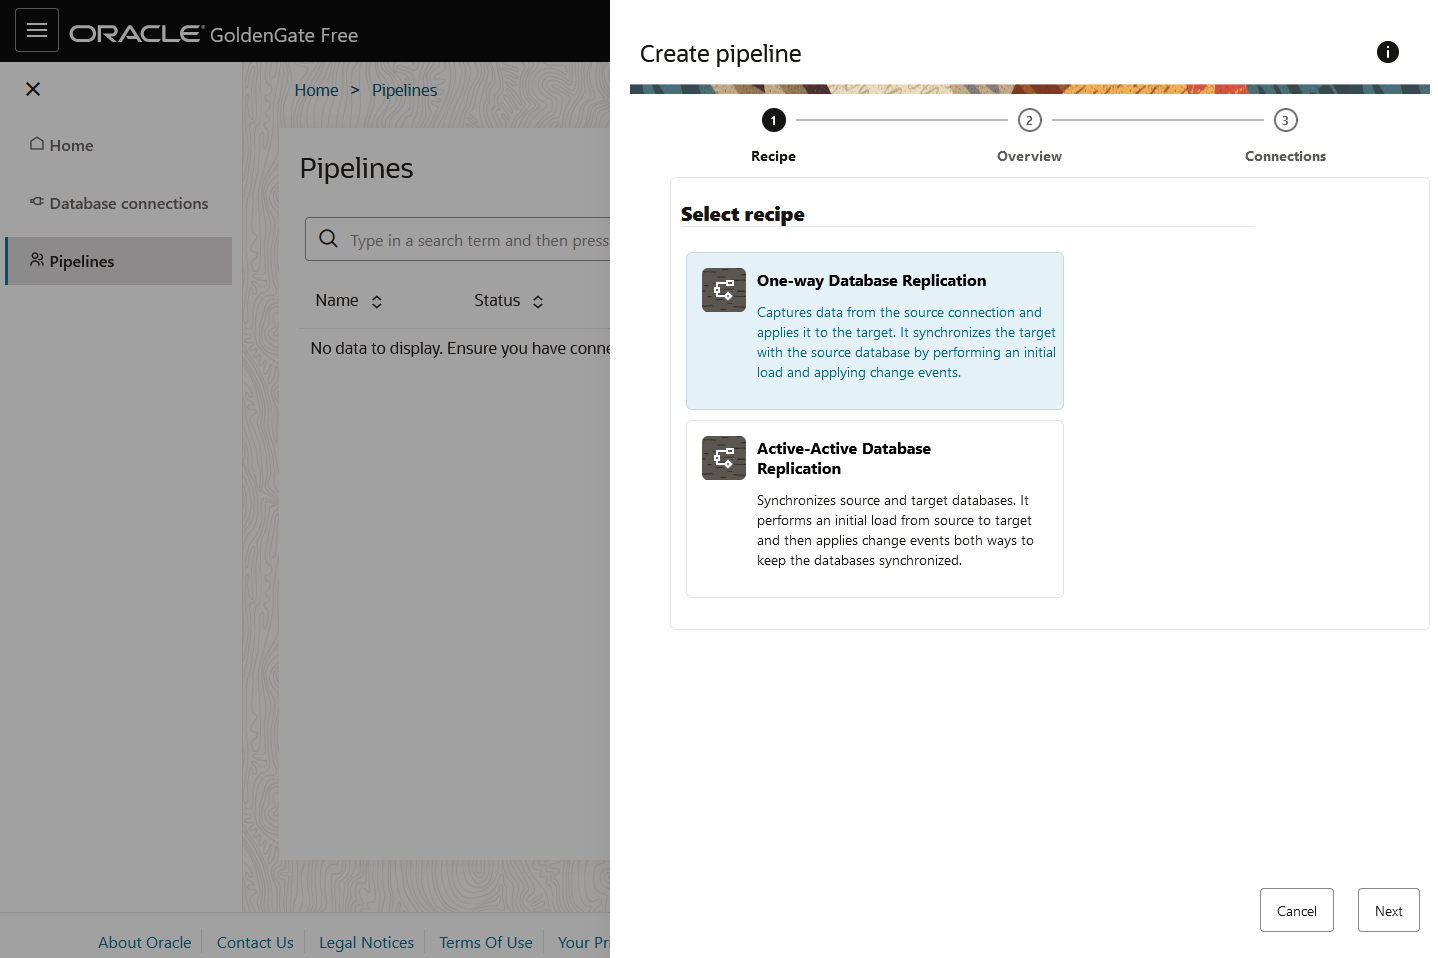 ORACLE GoldenGate Free
Home
Database connections
Pipelines
Home > Pipelines
Pipelines
Type in a search term and then press
Name Status
No data to display. Ensure you have conne
About Oracle Contact Us Legal Notices Terms Of Use Your Pri
Create pipeline
1 2 3
Recipe Overview Connections
Select recipe
One-way Database Replication
Captures data from the source connection and
applies it to the target. It synchronizes the target
with the source database by performing an initial
load and applying change events.
Active-Active Database
Replication
Synchronizes source and target databases. It
performs an initial load from source to target
and then applies change events both ways to
keep the databases synchronized.
Cancel Next